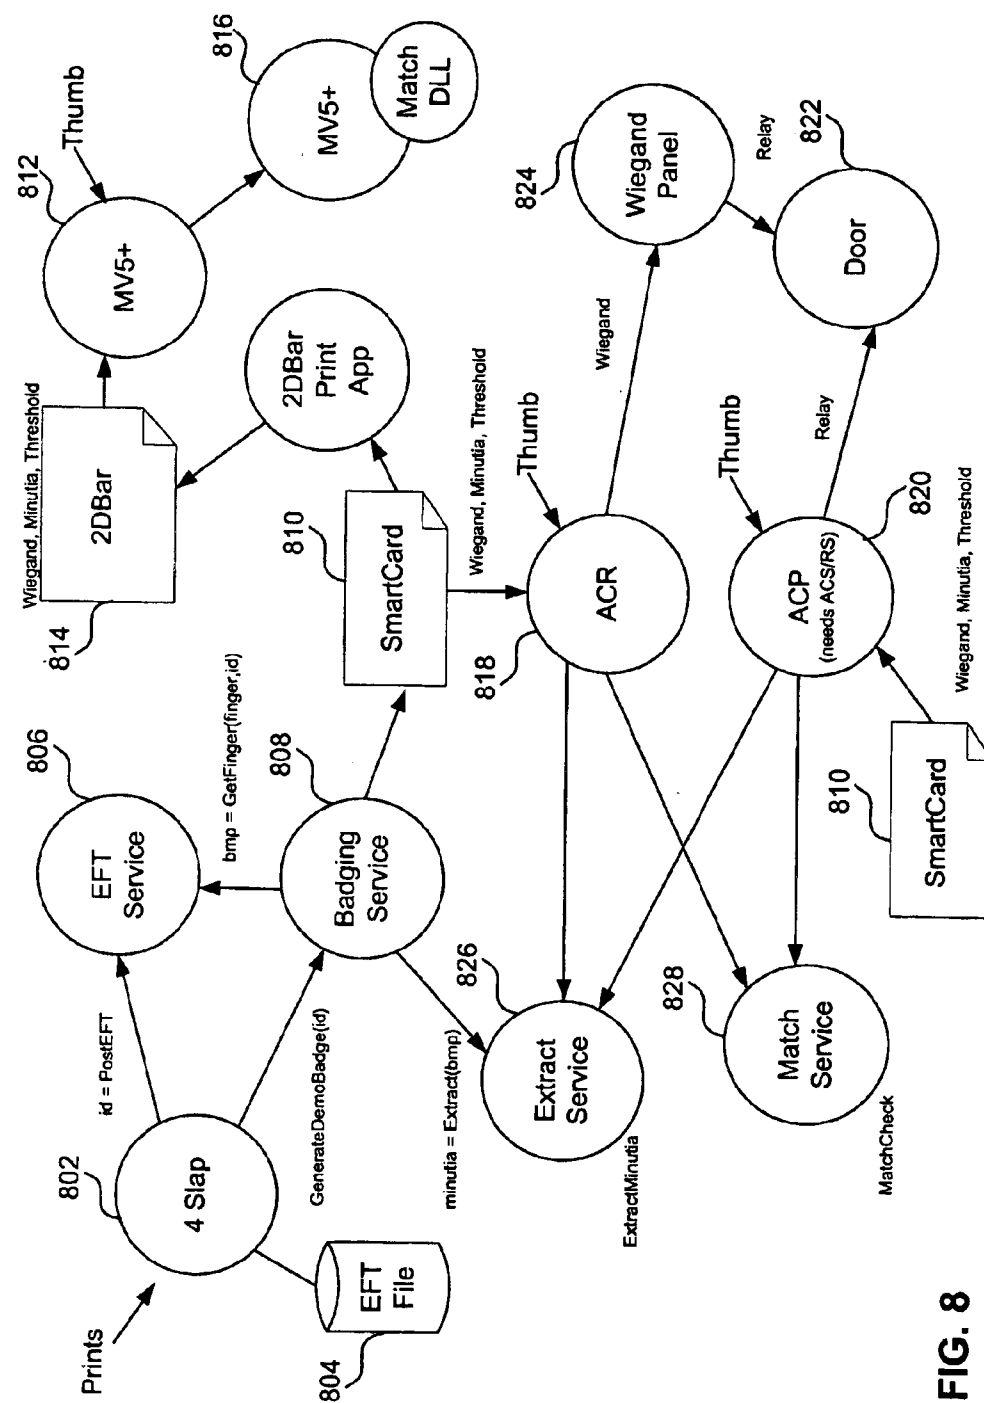 Prints
802
4 Slap
EFT
File
804
id = PostEFT
GenerateDemoBadge(id)
806
EFT
Service
bmp = GetFinger(finger,id)
808
Badging
Service
minutia = Extract(bmp)
826
Extract
Service
ExtractMinutia
828
Match
Service
MatchCheck
Wiegand, Minutia, Threshold
2DBar
814
812
MV5+
Thumb
816
MV5+
Match
DLL
2DBar
Print
App
810
SmartCard
Wiegand, Minutia, Threshold
Thumb
ACR
818
Wiegand
824
Wiegand
Panel
Relay
822
Door
Thumb
Relay
ACP
(needs ACS/RS)
820
810
SmartCard
Wiegand, Minutia, Threshold
FIG. 8